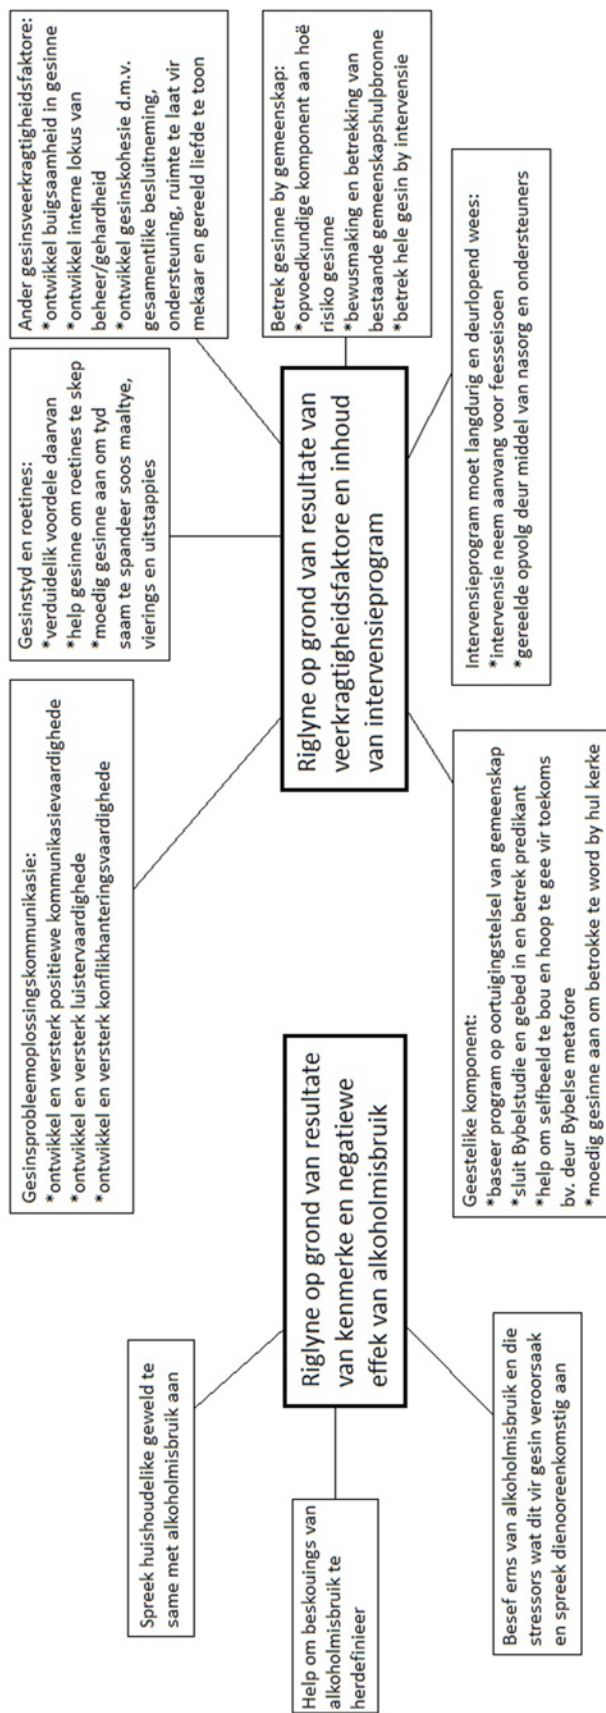 Spreek huishoudelike geweld te
same met alkoholmisbruik aan
Help om beskouings van
alkoholmisbruik te
herdefinieer
Besef erns van alkoholmisbruik en die
stressors wat dit vir gesin veroorsaak
en spreek dienooreenkomstig aan
Riglyne op grond van resultate
van kenmerke en negatiewe
effek van alkoholmisbruik
Gesinsprobleemoplossingskommunikasie:
*ontwikkel en versterk positiewe kommunikasievaardighede
*ontwikkel en versterk luistervaardighede
*ontwikkel en versterk konflikhanteringsvaardighede
Gesinstyd en roetines:
*verduidelik voordele daarvan
*help gesinne om roetines te skep
*moedig gesinne aan om tyd
saam te spandeer soos maaltye,
vierings en uitstappies
Ander gesinsveerkragtigheidsfaktore:
*ontwikkel buigsaamheid in gesinne
*ontwikkel interne lokus van
beheer/gehardheid
*ontwikkel gesinskohesie d.m.v.
gesamentlike besluitneming,
ondersteuning, ruimte te laat vir
mekaar en gereeld liefde te toon
Riglyne op grond van resultate van
veerkragtigheidsfaktore en inhoud
van intervensieprogram
Betrek gesinne by gemeenskap:
*opvoedkundige komponent aan hoë
risiko gesinne
*bewusmaking en betrekking van
bestaande gemeenskapshulpbronne
*betrek hele gesin by intervensie
Geestelike komponent:
*baseer program op oortuigingstelsel van gemeenskap
*sluit Bybelstudie en gebed in en betrek predikant
*help om selfbeeld te bou en hoop te gee vir toekoms
bv. deur Bybelse metafore
*moedig gesinne aan om betrokke te word by hul kerke
Intervensieprogram moet langdurig en deurlopend wees:
*intervensie neem aanvang voor feesseisoen
*gereelde opvolg deur middel van nasorg en ondersteuners